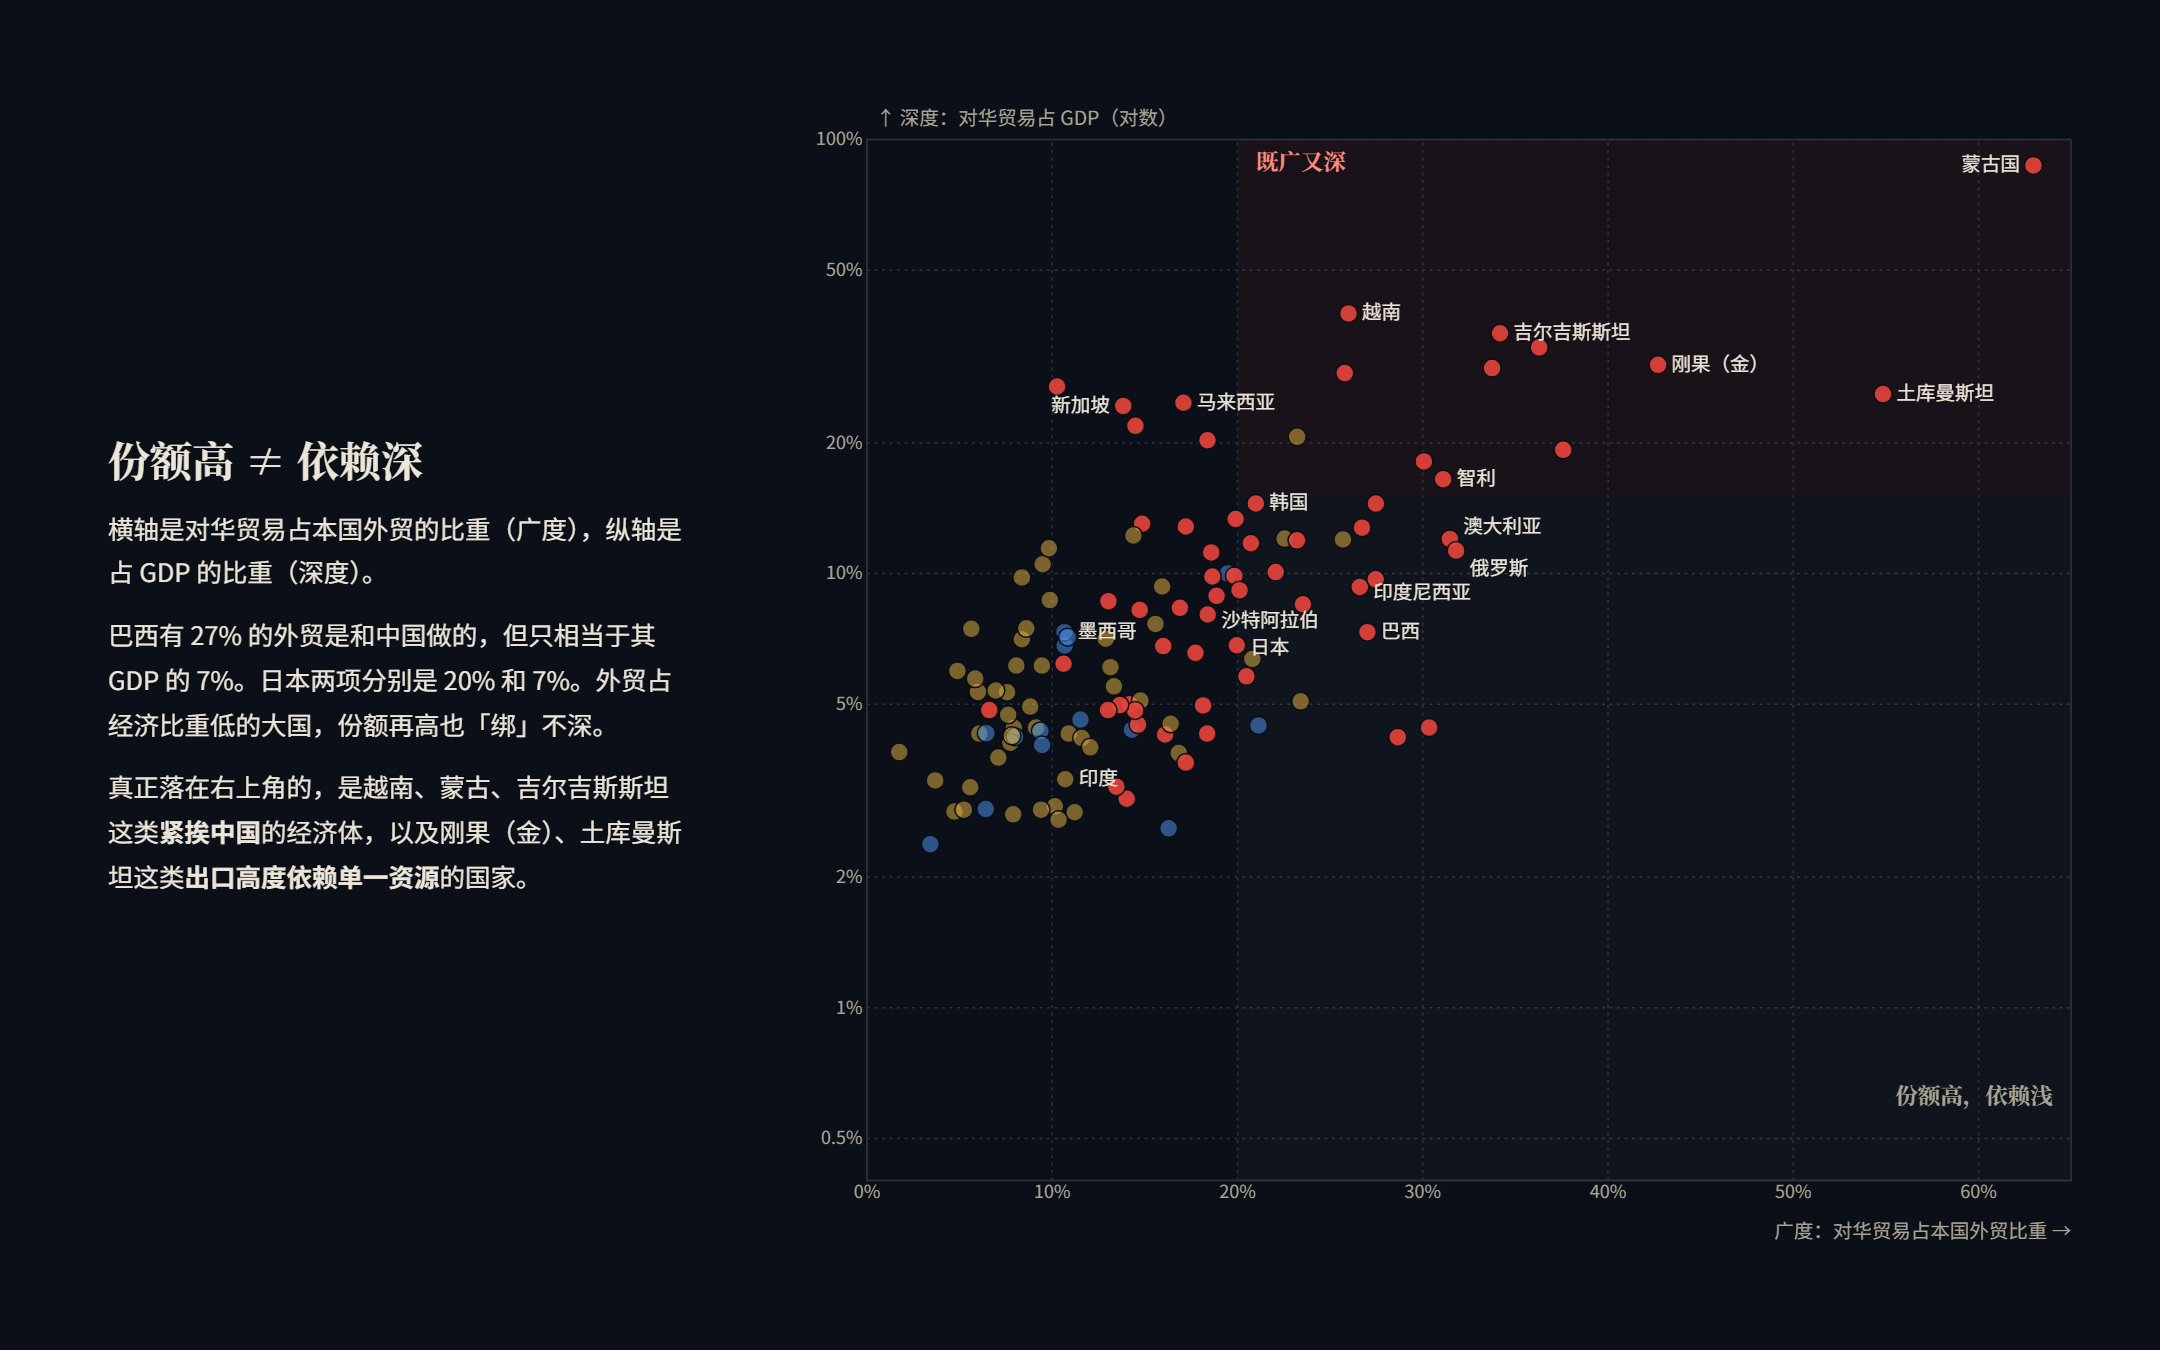 份额高 ≠ 依赖深
横轴是对华贸易占本国外贸的比重（广度），纵轴是
占 GDP 的比重（深度）。
巴西有 27% 的外贸是和中国做的，但只相当于其
GDP 的 7%。日本两项分别是 20% 和 7%。外贸占
经济比重低的大国，份额再高也「绑」不深。
真正落在右上角的，是越南、蒙古、吉尔吉斯斯坦
这类紧挨中国的经济体，以及刚果（金）、土库曼斯
坦这类出口高度依赖单一资源的国家。
↑ 深度：对华贸易占 GDP（对数）
100%
既广又深
蒙古国
50%
越南
吉尔吉斯斯坦
刚果（金）
土库曼斯坦
新加坡
马来西亚
20%
智利
韩国
澳大利亚
俄罗斯
10%
印度尼西亚
沙特阿拉伯
墨西哥
巴西
日本
5%
印度
2%
1%
份额高，依赖浅
0.5%
0%
10%
20%
30%
40%
50%
60%
广度：对华贸易占本国外贸比重 →